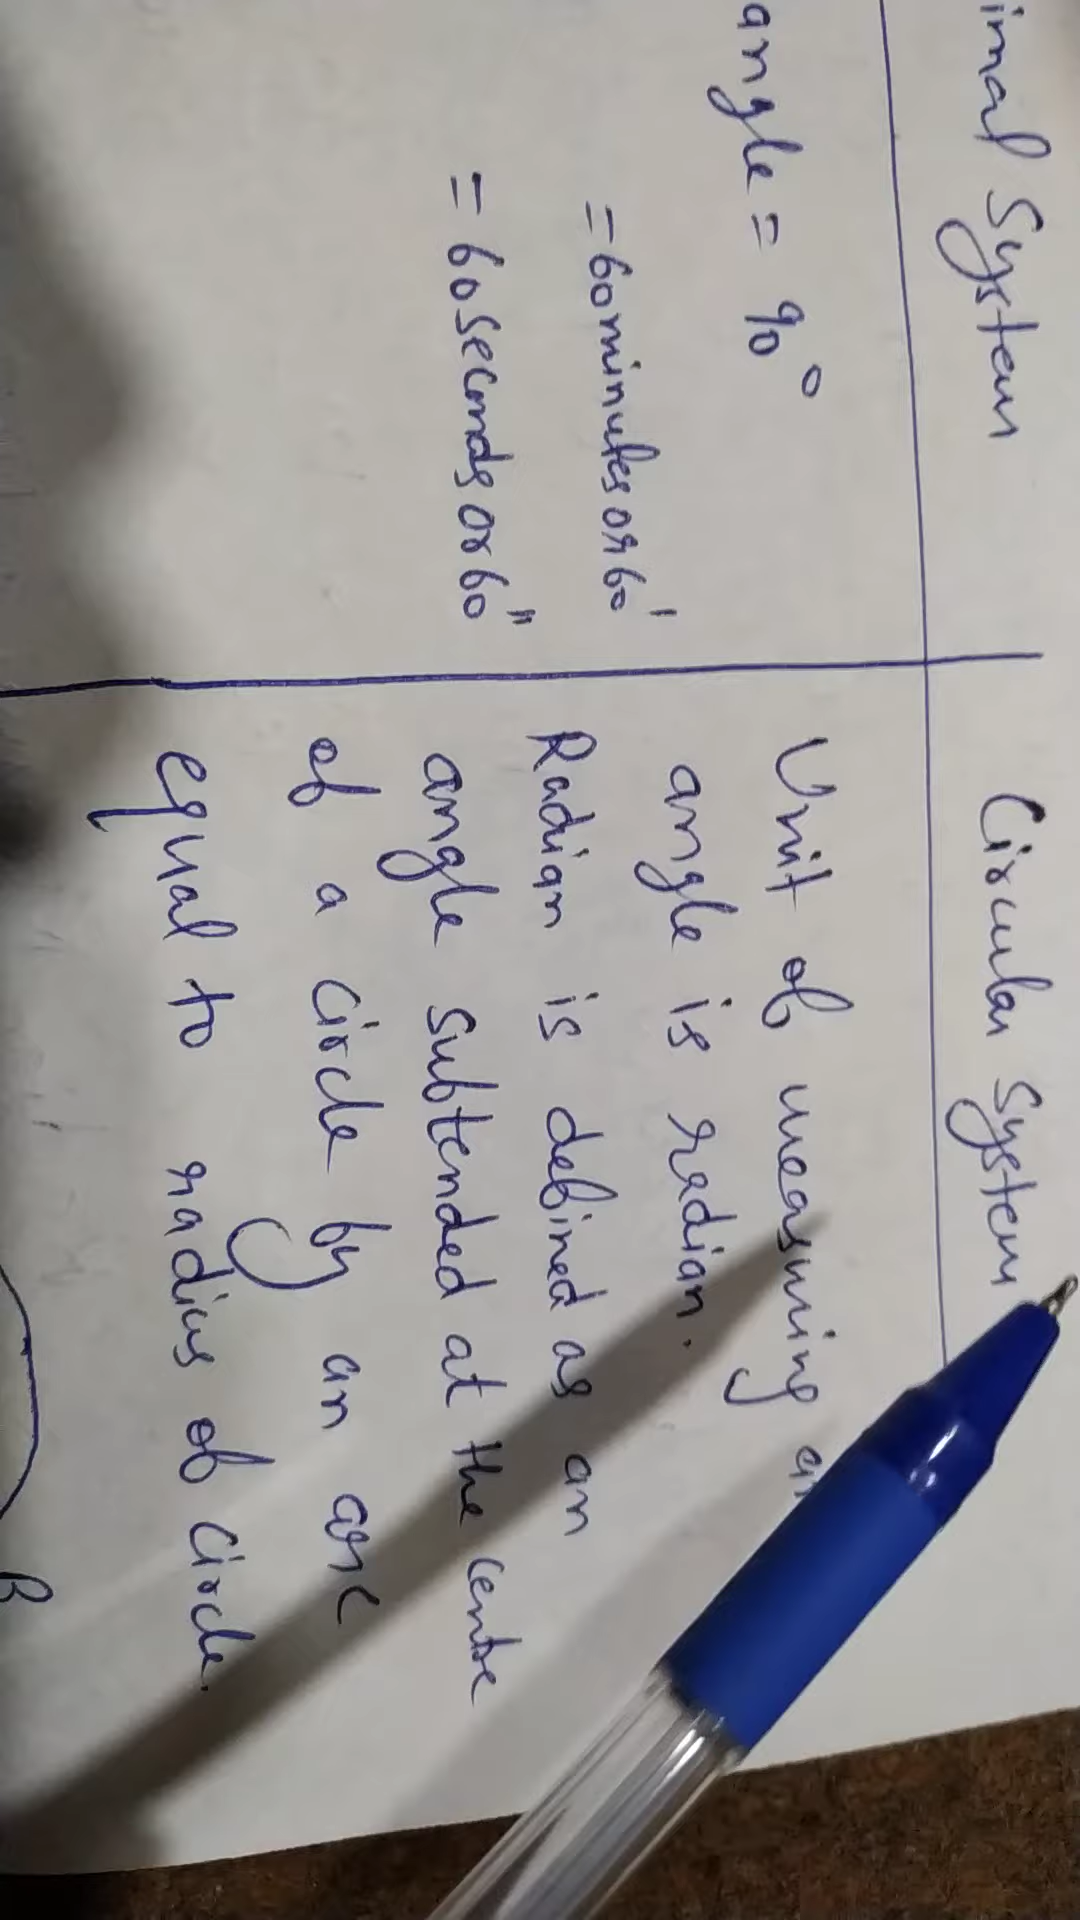 imal System
angle = 90°
= 60 minutes or 60'
= 60 seconds or 60"
Circular System
Unit of measuring an
angle is radian.
Radian is defined as an
angle subtended at the centre
of a circle by an arc
equal to radius of circle.
B